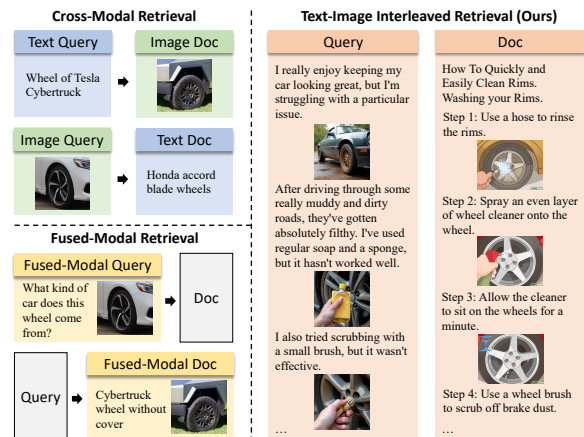 Cross-Modal Retrieval
Text Query
Image Doc
Wheel of Tesla
Cybertruck
Image Query
Text Doc
Honda accord
blade wheels
Fused-Modal Retrieval
Fused-Modal Query
What kind of
car does this
wheel come
from?
Doc
Query
Fused-Modal Doc
Cybertruck
wheel without
cover
Text-Image Interleaved Retrieval (Ours)
Query
I really enjoy keeping my
car looking great, but I'm
struggling with a particular
issue.
After driving through some
really muddy and dirty
roads, they've gotten
absolutely filthy. I've used
regular soap and a sponge,
but it hasn't worked well.
I also tried scrubbing with
a small brush, but it wasn't
effective.
…
Doc
How To Quickly and
Easily Clean Rims.
Washing your Rims.
Step 1: Use a hose to rinse
the rims.
Step 2: Spray an even layer
of wheel cleaner onto the
wheel.
Step 3: Allow the cleaner
to sit on the wheels for a
minute.
Step 4: Use a wheel brush
to scrub off brake dust.
…